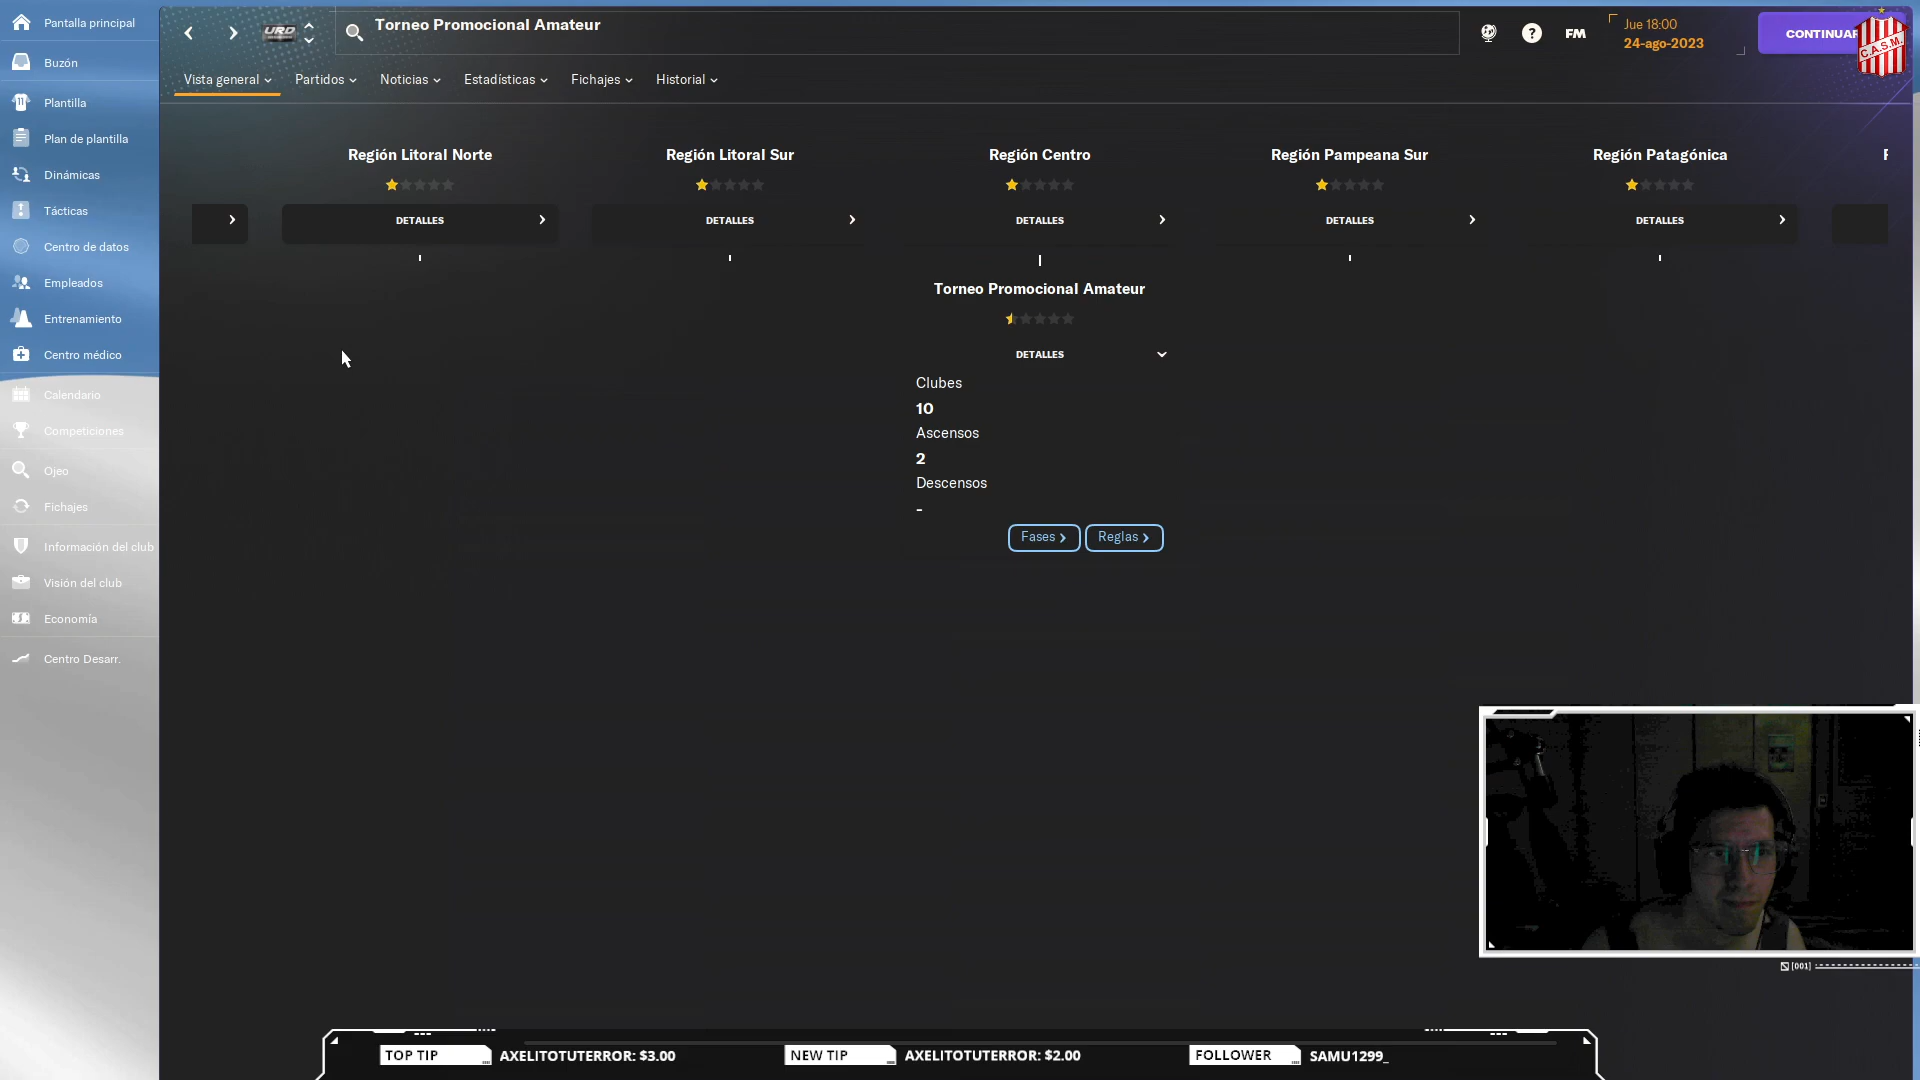 Pantalla principal
Buzón
Plantilla
Plan de plantilla
Dinámicas
Tácticas
Centro de datos
Empleados
Entrenamiento
Centro médico
Calendario
Competiciones
Ojeo
Fichajes
Información del club
Visión del club
Economía
Centro Desarr.
URD
Torneo Promocional Amateur
?
FM
Jue 18:00
24-ago-2023
CONTINUAR
C.A.S.M.
Vista general
Partidos
Noticias
Estadísticas
Fichajes
Historial
Región Litoral Norte
Región Litoral Sur
Región Centro
Región Pampeana Sur
Región Patagónica
DETALLES
DETALLES
DETALLES
DETALLES
DETALLES
Torneo Promocional Amateur
DETALLES
Clubes
10
Ascensos
2
Descensos
-
Fases
Reglas
[001]
TOP TIP
AXELITOTUTERROR: $3.00
NEW TIP
AXELITOTUTERROR: $2.00
FOLLOWER
SAMU1299_